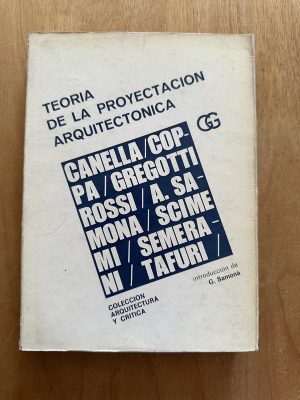 TEORIA
DE LA PROYECTACION
ARQUITECTONICA
GG
CANELLA/COP-
PA/GREGOTTI
ROSSI/A. SA-
MONA/SCIME
MI/SEMERA-
NI/TAFURI/
introducción de
G. Samonà
COLECCION
ARQUITECTURA
Y CRITICA